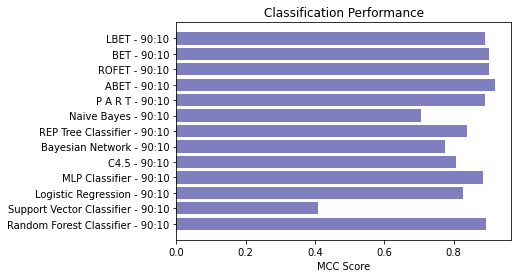 Classification Performance
LBET - 90:10
BET - 90:10
ROFET - 90:10
ABET - 90:10
P A R T - 90:10
Naive Bayes - 90:10
REP Tree Classifier - 90:10
Bayesian Network - 90:10
C4.5 - 90:10
MLP Classifier - 90:10
Logistic Regression - 90:10
Support Vector Classifier - 90:10
Random Forest Classifier - 90:10
0.0 0.2 0.4 0.6 0.8
MCC Score